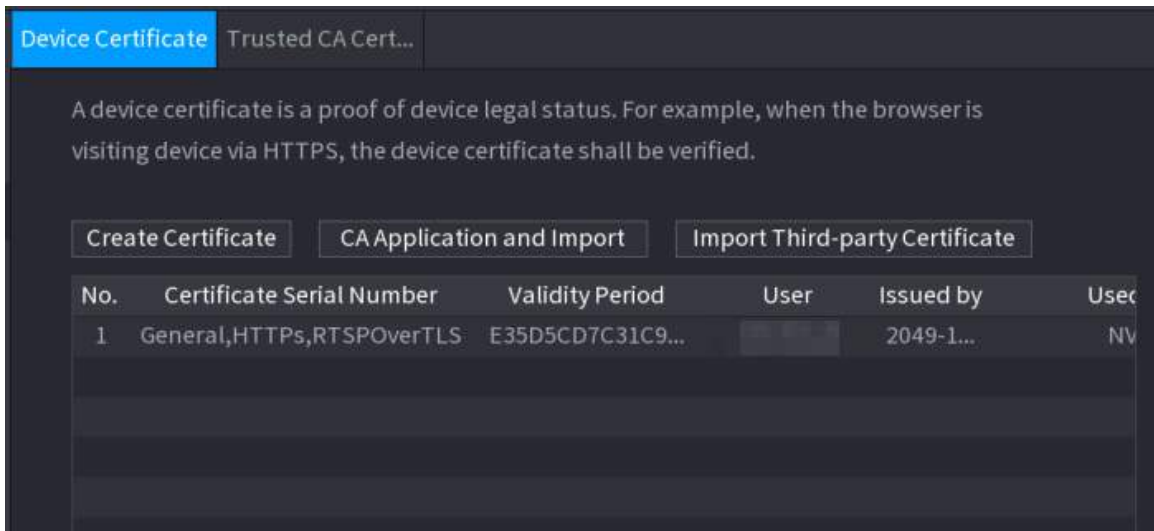 Device Certificate Trusted CA Cert...
A device certificate is a proof of device legal status. For example, when the browser is
visiting device via HTTPS, the device certificate shall be verified.
Create Certificate CA Application and Import Import Third-party Certificate
No. Certificate Serial Number Validity Period User Issued by Used
1 General,HTTPs,RTSPOverTLS E35D5CD7C31C9... 2049-1... NV